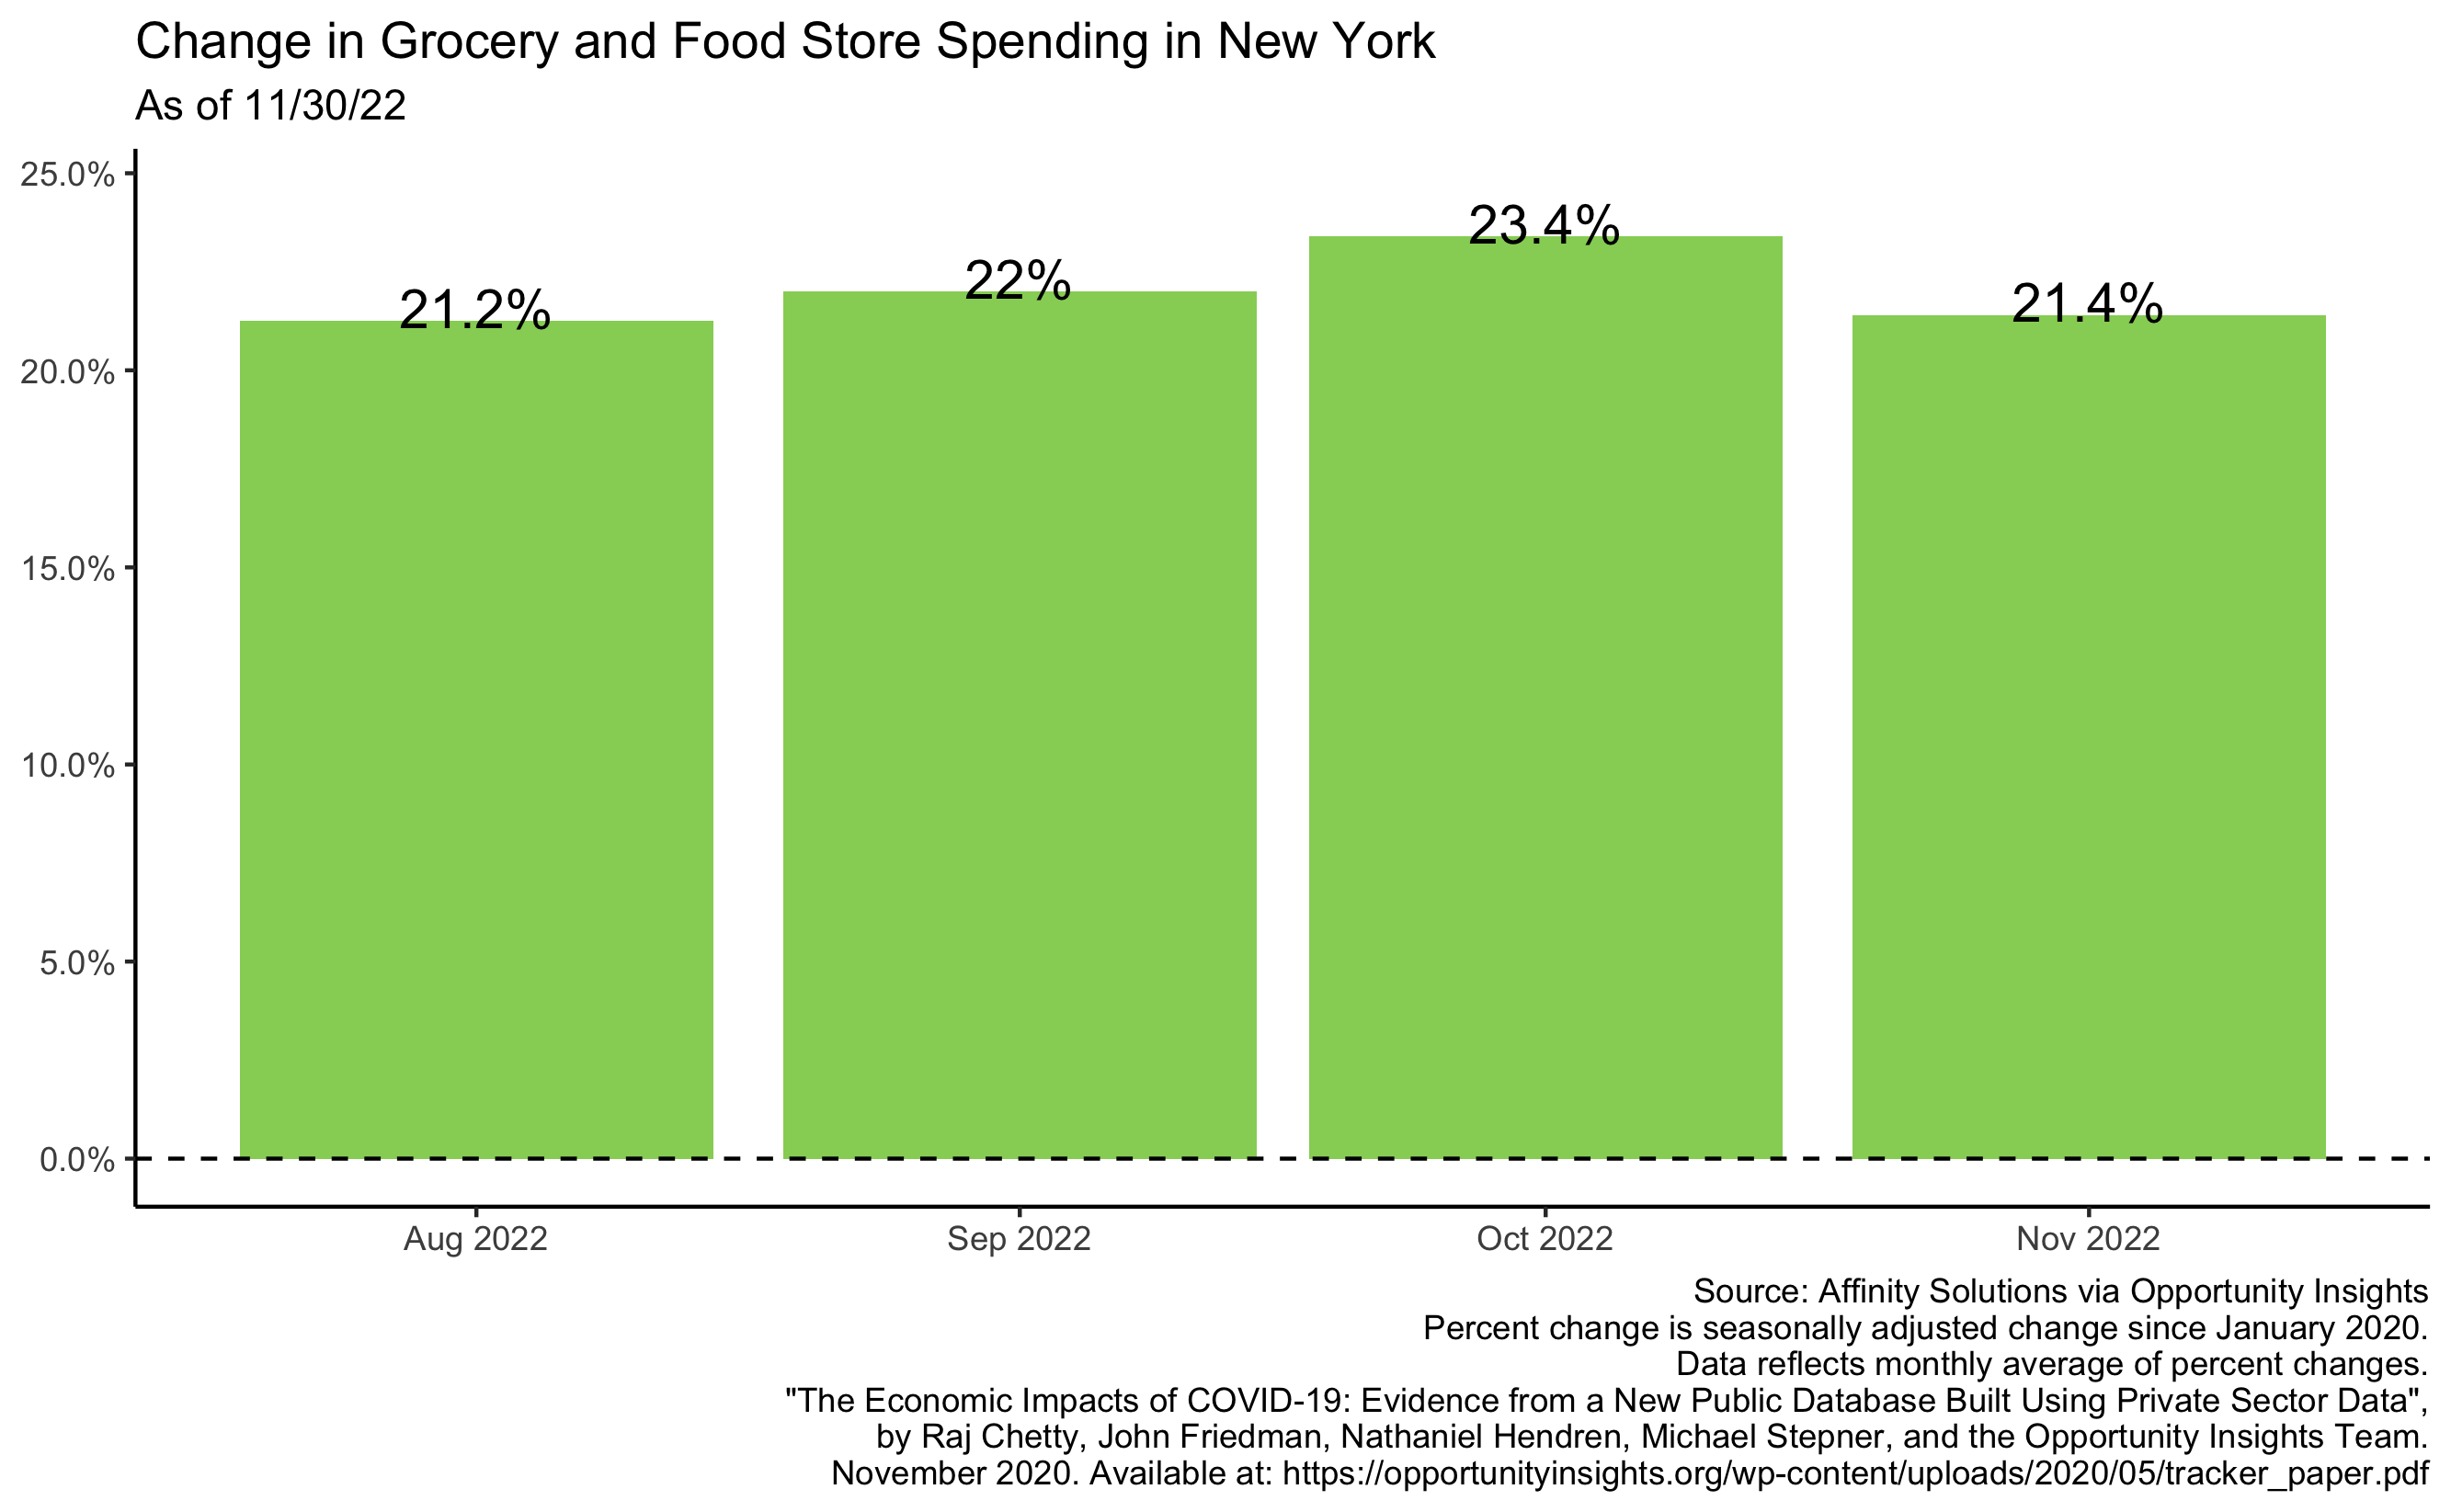 Change in Grocery and Food Store Spending in New York
As of 11/30/22
25.0%
20.0%
15.0%
10.0%
5.0%
0.0%
21.2%
22%
23.4%
21.4%
Aug 2022
Sep 2022
Oct 2022
Nov 2022
Source: Affinity Solutions via Opportunity Insights
Percent change is seasonally adjusted change since January 2020.
Data reflects monthly average of percent changes.
"The Economic Impacts of COVID-19: Evidence from a New Public Database Built Using Private Sector Data",
by Raj Chetty, John Friedman, Nathaniel Hendren, Michael Stepner, and the Opportunity Insights Team.
November 2020. Available at: https://opportunityinsights.org/wp-content/uploads/2020/05/tracker_paper.pdf